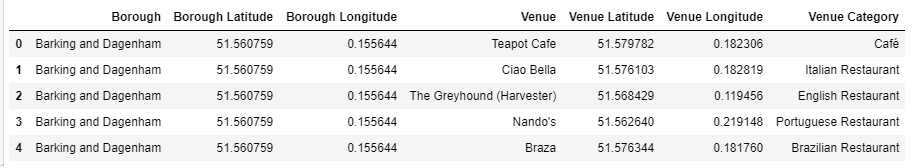 Borough Borough Latitude Borough Longitude Venue Venue Latitude Venue Longitude Venue Category
0 Barking and Dagenham 51.560759 0.155644 Teapot Cafe 51.579782 0.182306 Café
1 Barking and Dagenham 51.560759 0.155644 Ciao Bella 51.576103 0.182819 Italian Restaurant
2 Barking and Dagenham 51.560759 0.155644 The Greyhound (Harvester) 51.568429 0.119456 English Restaurant
3 Barking and Dagenham 51.560759 0.155644 Nando's 51.562640 0.219148 Portuguese Restaurant
4 Barking and Dagenham 51.560759 0.155644 Braza 51.576344 0.181760 Brazilian Restaurant